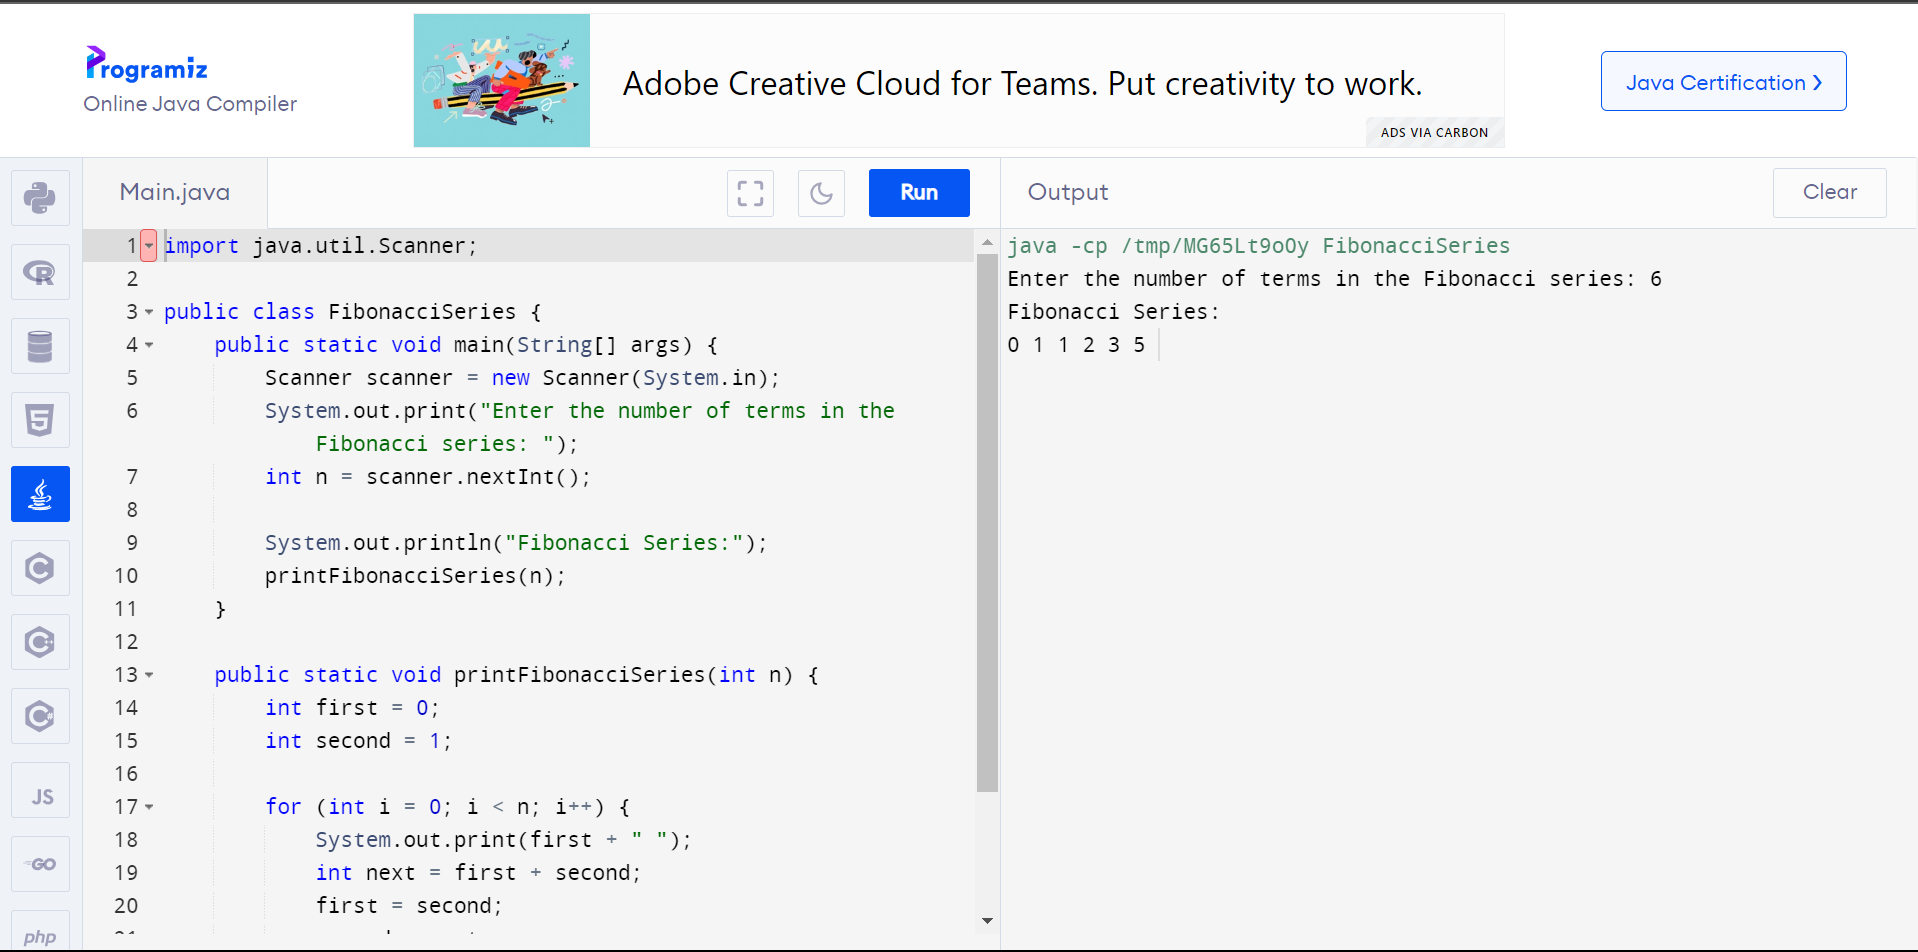 Programiz
Online Java Compiler
Adobe Creative Cloud for Teams. Put creativity to work.
ADS VIA CARBON
Java Certification
Main.java
Run
Output
Clear
1 import java.util.Scanner;
2
3 public class FibonacciSeries {
4     public static void main(String[] args) {
5         Scanner scanner = new Scanner(System.in);
6         System.out.print("Enter the number of terms in the
            Fibonacci series: ");
7         int n = scanner.nextInt();
8
9         System.out.println("Fibonacci Series:");
10         printFibonacciSeries(n);
11     }
12
13     public static void printFibonacciSeries(int n) {
14         int first = 0;
15         int second = 1;
16
17         for (int i = 0; i < n; i++) {
18             System.out.print(first + " ");
19             int next = first + second;
20             first = second;
java -cp /tmp/MG65Lt9oOy FibonacciSeries
Enter the number of terms in the Fibonacci series: 6
Fibonacci Series:
0 1 1 2 3 5
R
5
C
C++
C#
JS
GO
php